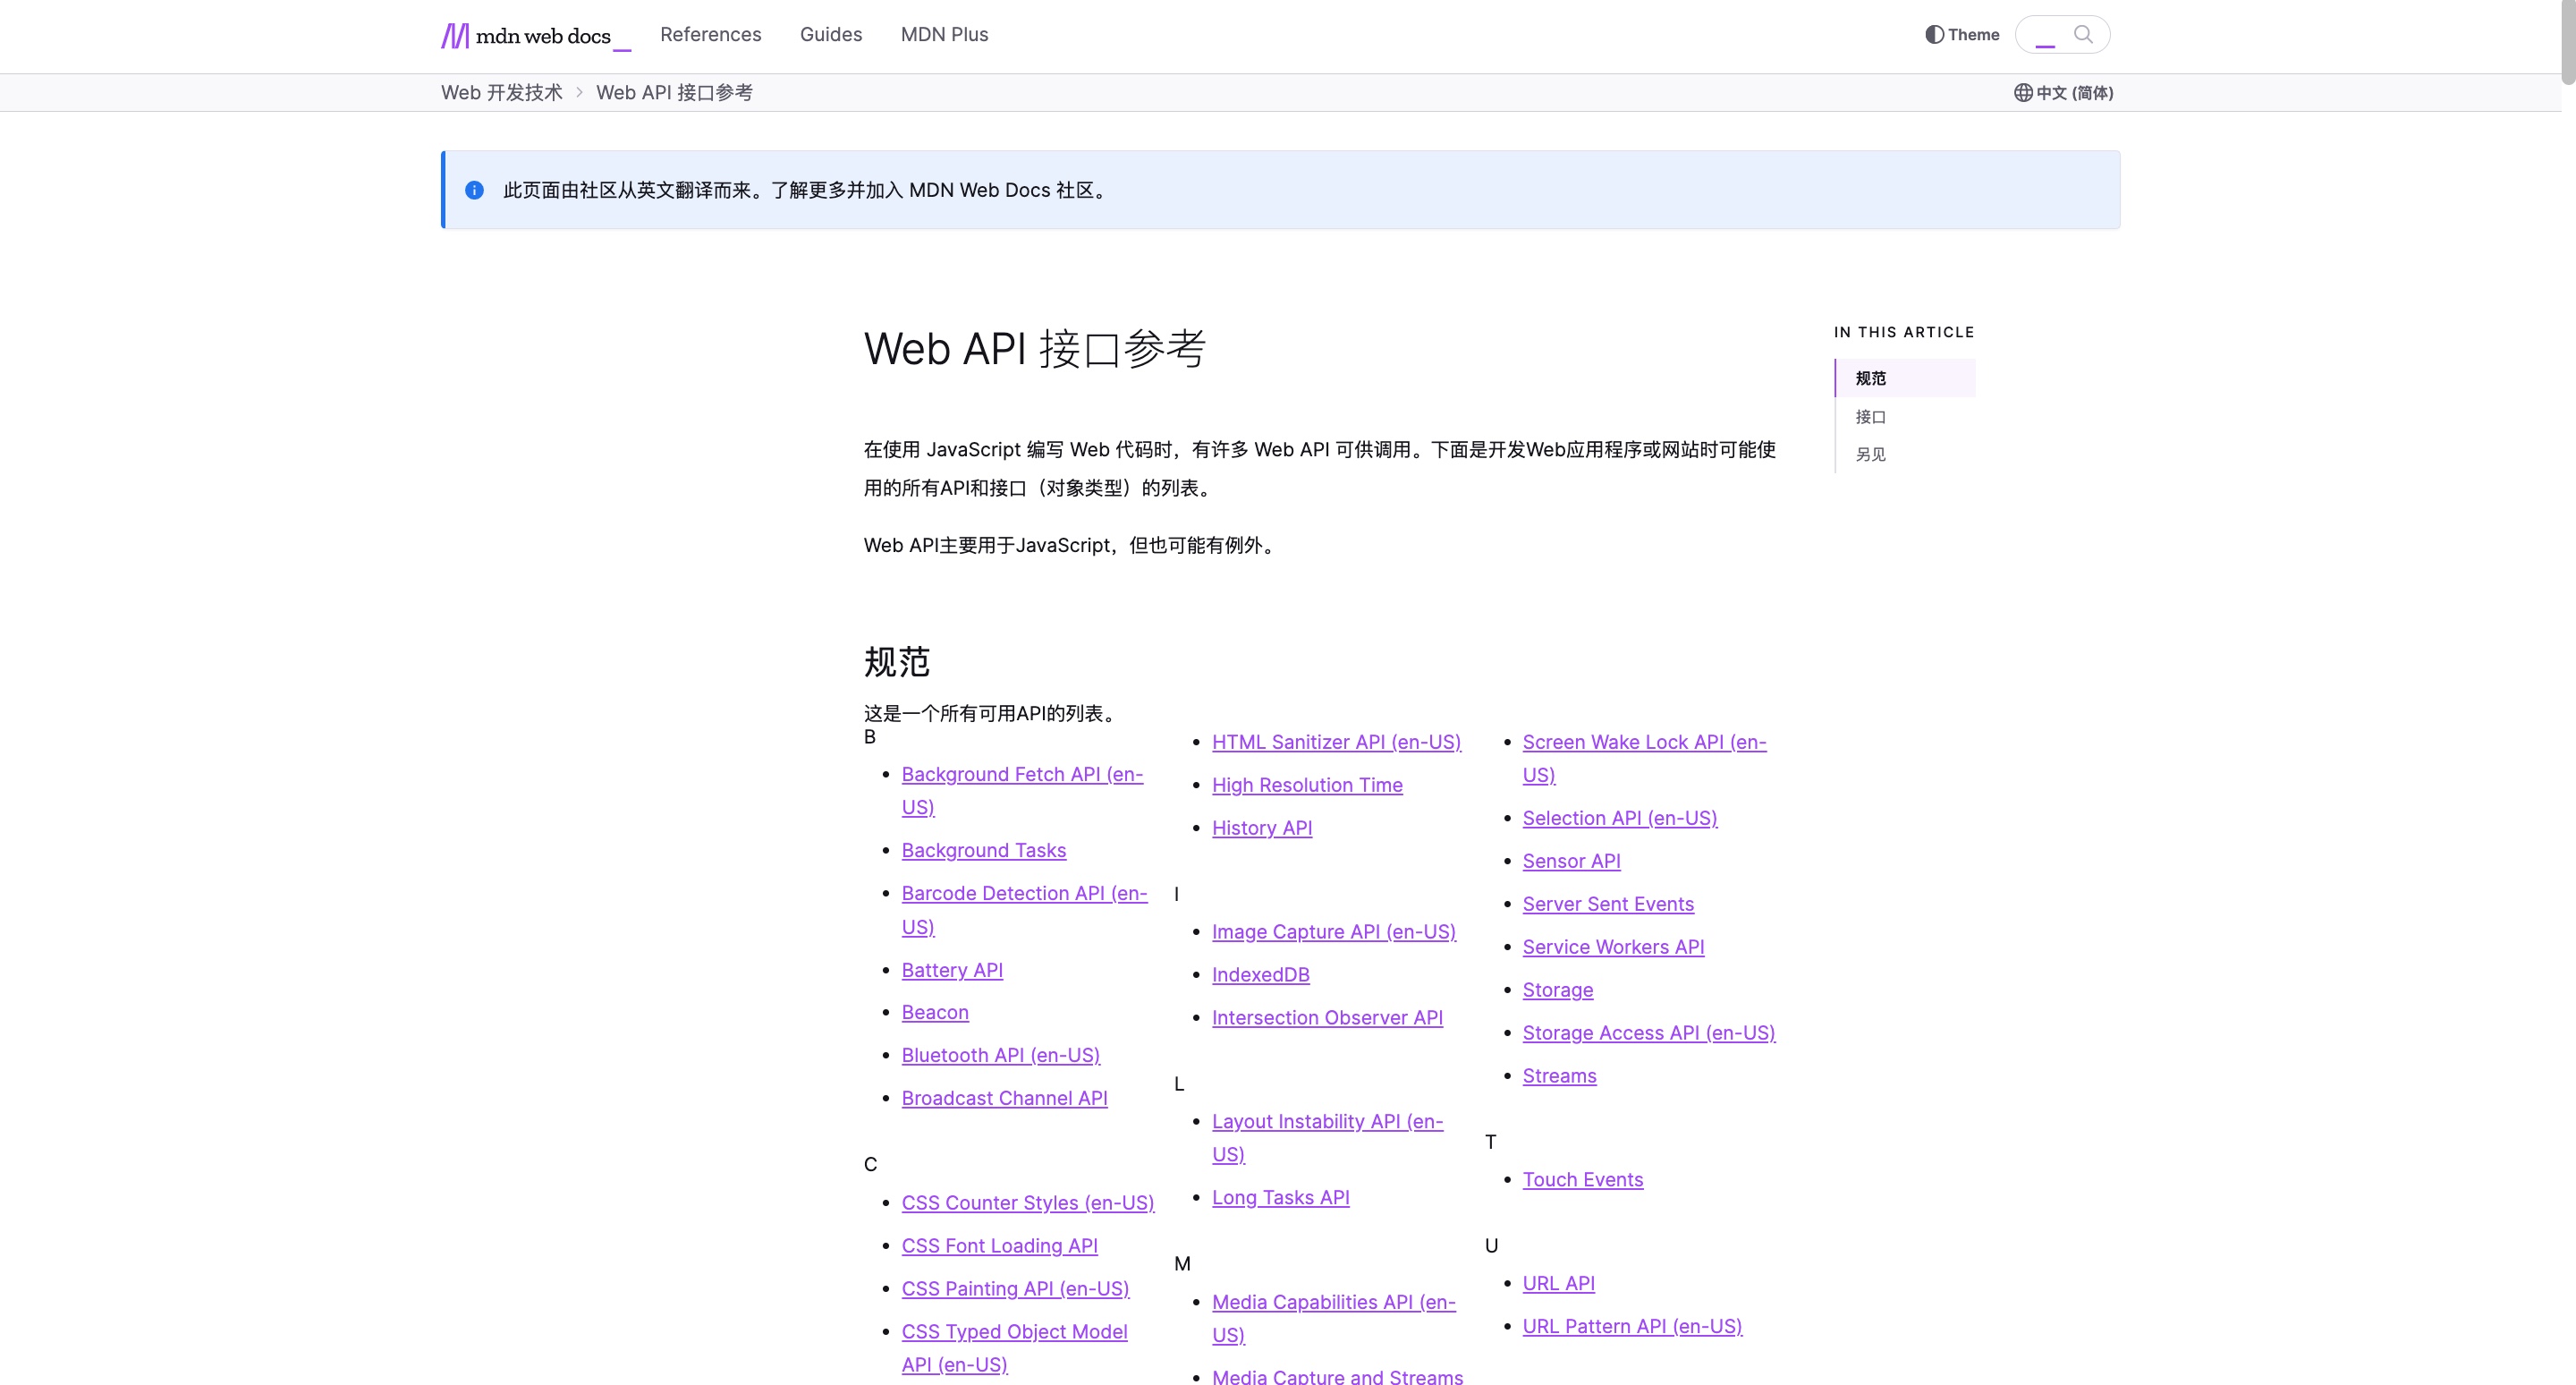 mdn web docs_
References
Guides
MDN Plus
Theme
Web 开发技术
Web API 接口参考
中文 (简体)
此页面由社区从英文翻译而来。了解更多并加入 MDN Web Docs 社区。
Web API 接口参考
在使用 JavaScript 编写 Web 代码时，有许多 Web API 可供调用。下面是开发Web应用程序或网站时可能使
用的所有API和接口（对象类型）的列表。
Web API主要用于JavaScript，但也可能有例外。
规范
这是一个所有可用API的列表。
B
Background Fetch API (en-
US)
Background Tasks
Barcode Detection API (en-
US)
Battery API
Beacon
Bluetooth API (en-US)
Broadcast Channel API
C
CSS Counter Styles (en-US)
CSS Font Loading API
CSS Painting API (en-US)
CSS Typed Object Model
API (en-US)
HTML Sanitizer API (en-US)
High Resolution Time
History API
I
Image Capture API (en-US)
IndexedDB
Intersection Observer API
L
Layout Instability API (en-
US)
Long Tasks API
M
Media Capabilities API (en-
US)
Media Capture and Streams
Screen Wake Lock API (en-
US)
Selection API (en-US)
Sensor API
Server Sent Events
Service Workers API
Storage
Storage Access API (en-US)
Streams
T
Touch Events
U
URL API
URL Pattern API (en-US)
IN THIS ARTICLE
规范
接口
另见